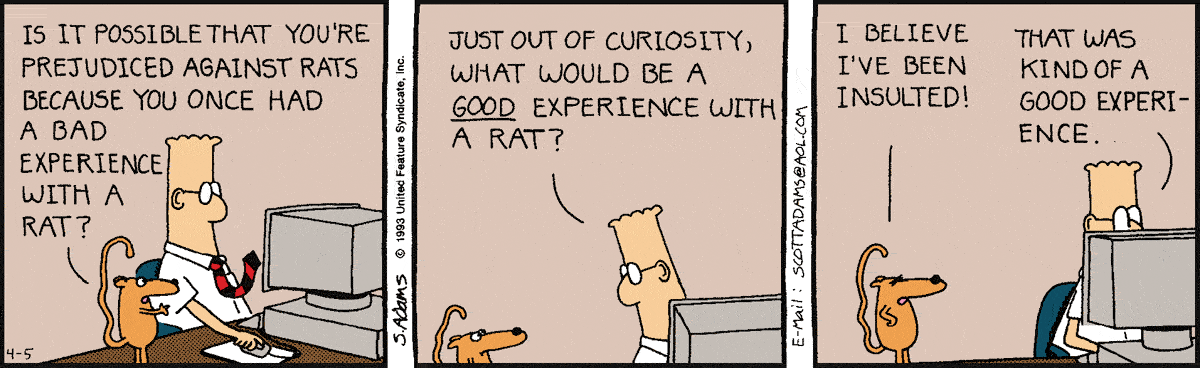 IS IT POSSIBLE THAT YOU'RE
PREJUDICED AGAINST RATS
BECAUSE YOU ONCE HAD
A BAD
EXPERIENCE
WITH A
RAT?
4-5
S. Adams
© 1993 United Feature Syndicate, Inc.
JUST OUT OF CURIOSITY,
WHAT WOULD BE A
GOOD EXPERIENCE WITH
A RAT?
E-Mail: SCOTTADAMS@AOL.COM
I BELIEVE
I'VE BEEN
INSULTED!
THAT WAS
KIND OF A
GOOD EXPERI-
ENCE.